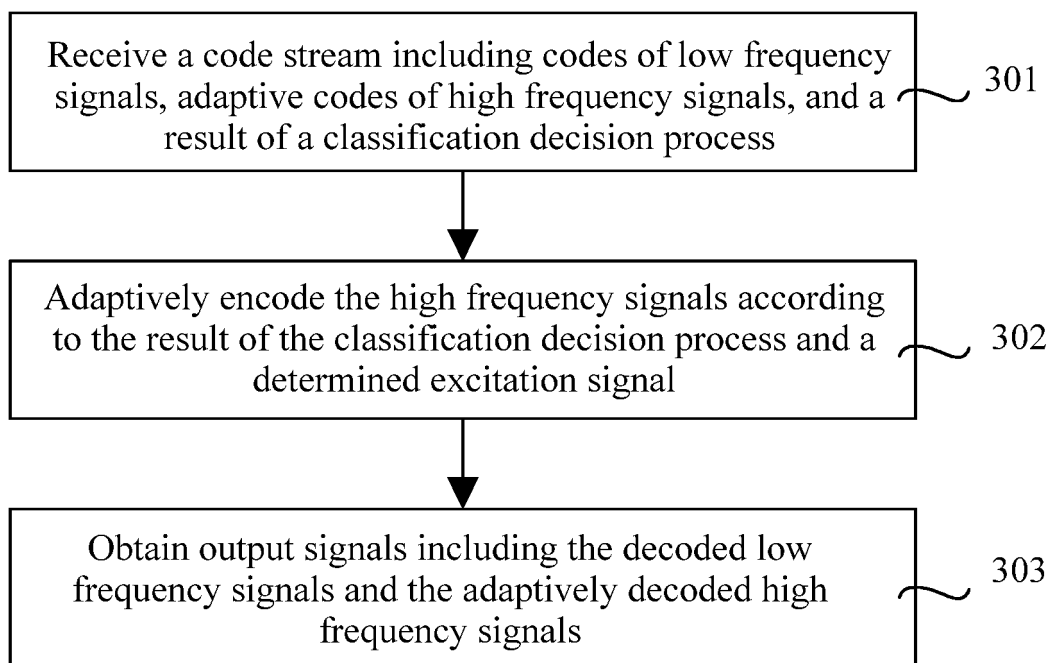 Receive a code stream including codes of low frequency
signals, adaptive codes of high frequency signals, and a
result of a classification decision process
301
Adaptively encode the high frequency signals according
to the result of the classification decision process and a
determined excitation signal
302
Obtain output signals including the decoded low
frequency signals and the adaptively decoded high
frequency signals
303